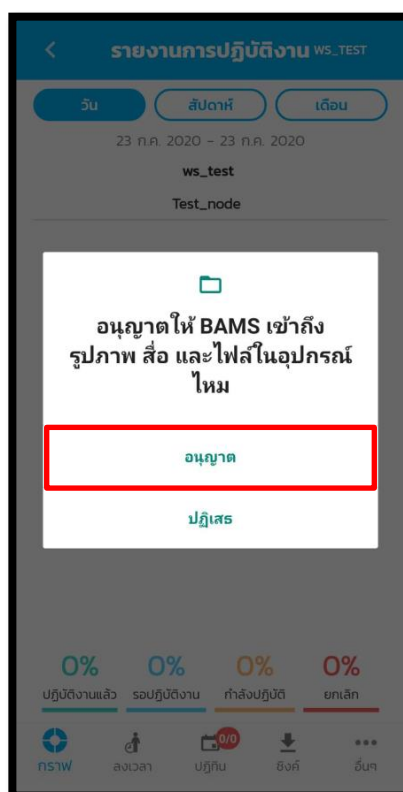 รายงานการปฏิบัติงาน WS_TEST
วัน สัปดาห์ เดือน
23 ก.ค. 2020 - 23 ก.ค. 2020
ws_test
Test_node
อนุญาตให้ BAMS เข้าถึง
รูปภาพ สื่อ และไฟล์ในอุปกรณ์
ไหม
อนุญาต
ปฏิเสธ
0% 0% 0% 0%
ปฏิบัติงานแล้ว รอปฏิบัติงาน กำลังปฏิบัติ ยกเลิก
0/0
กราฟ ลงเวลา ปฏิทิน ซิงค์ อื่นๆ